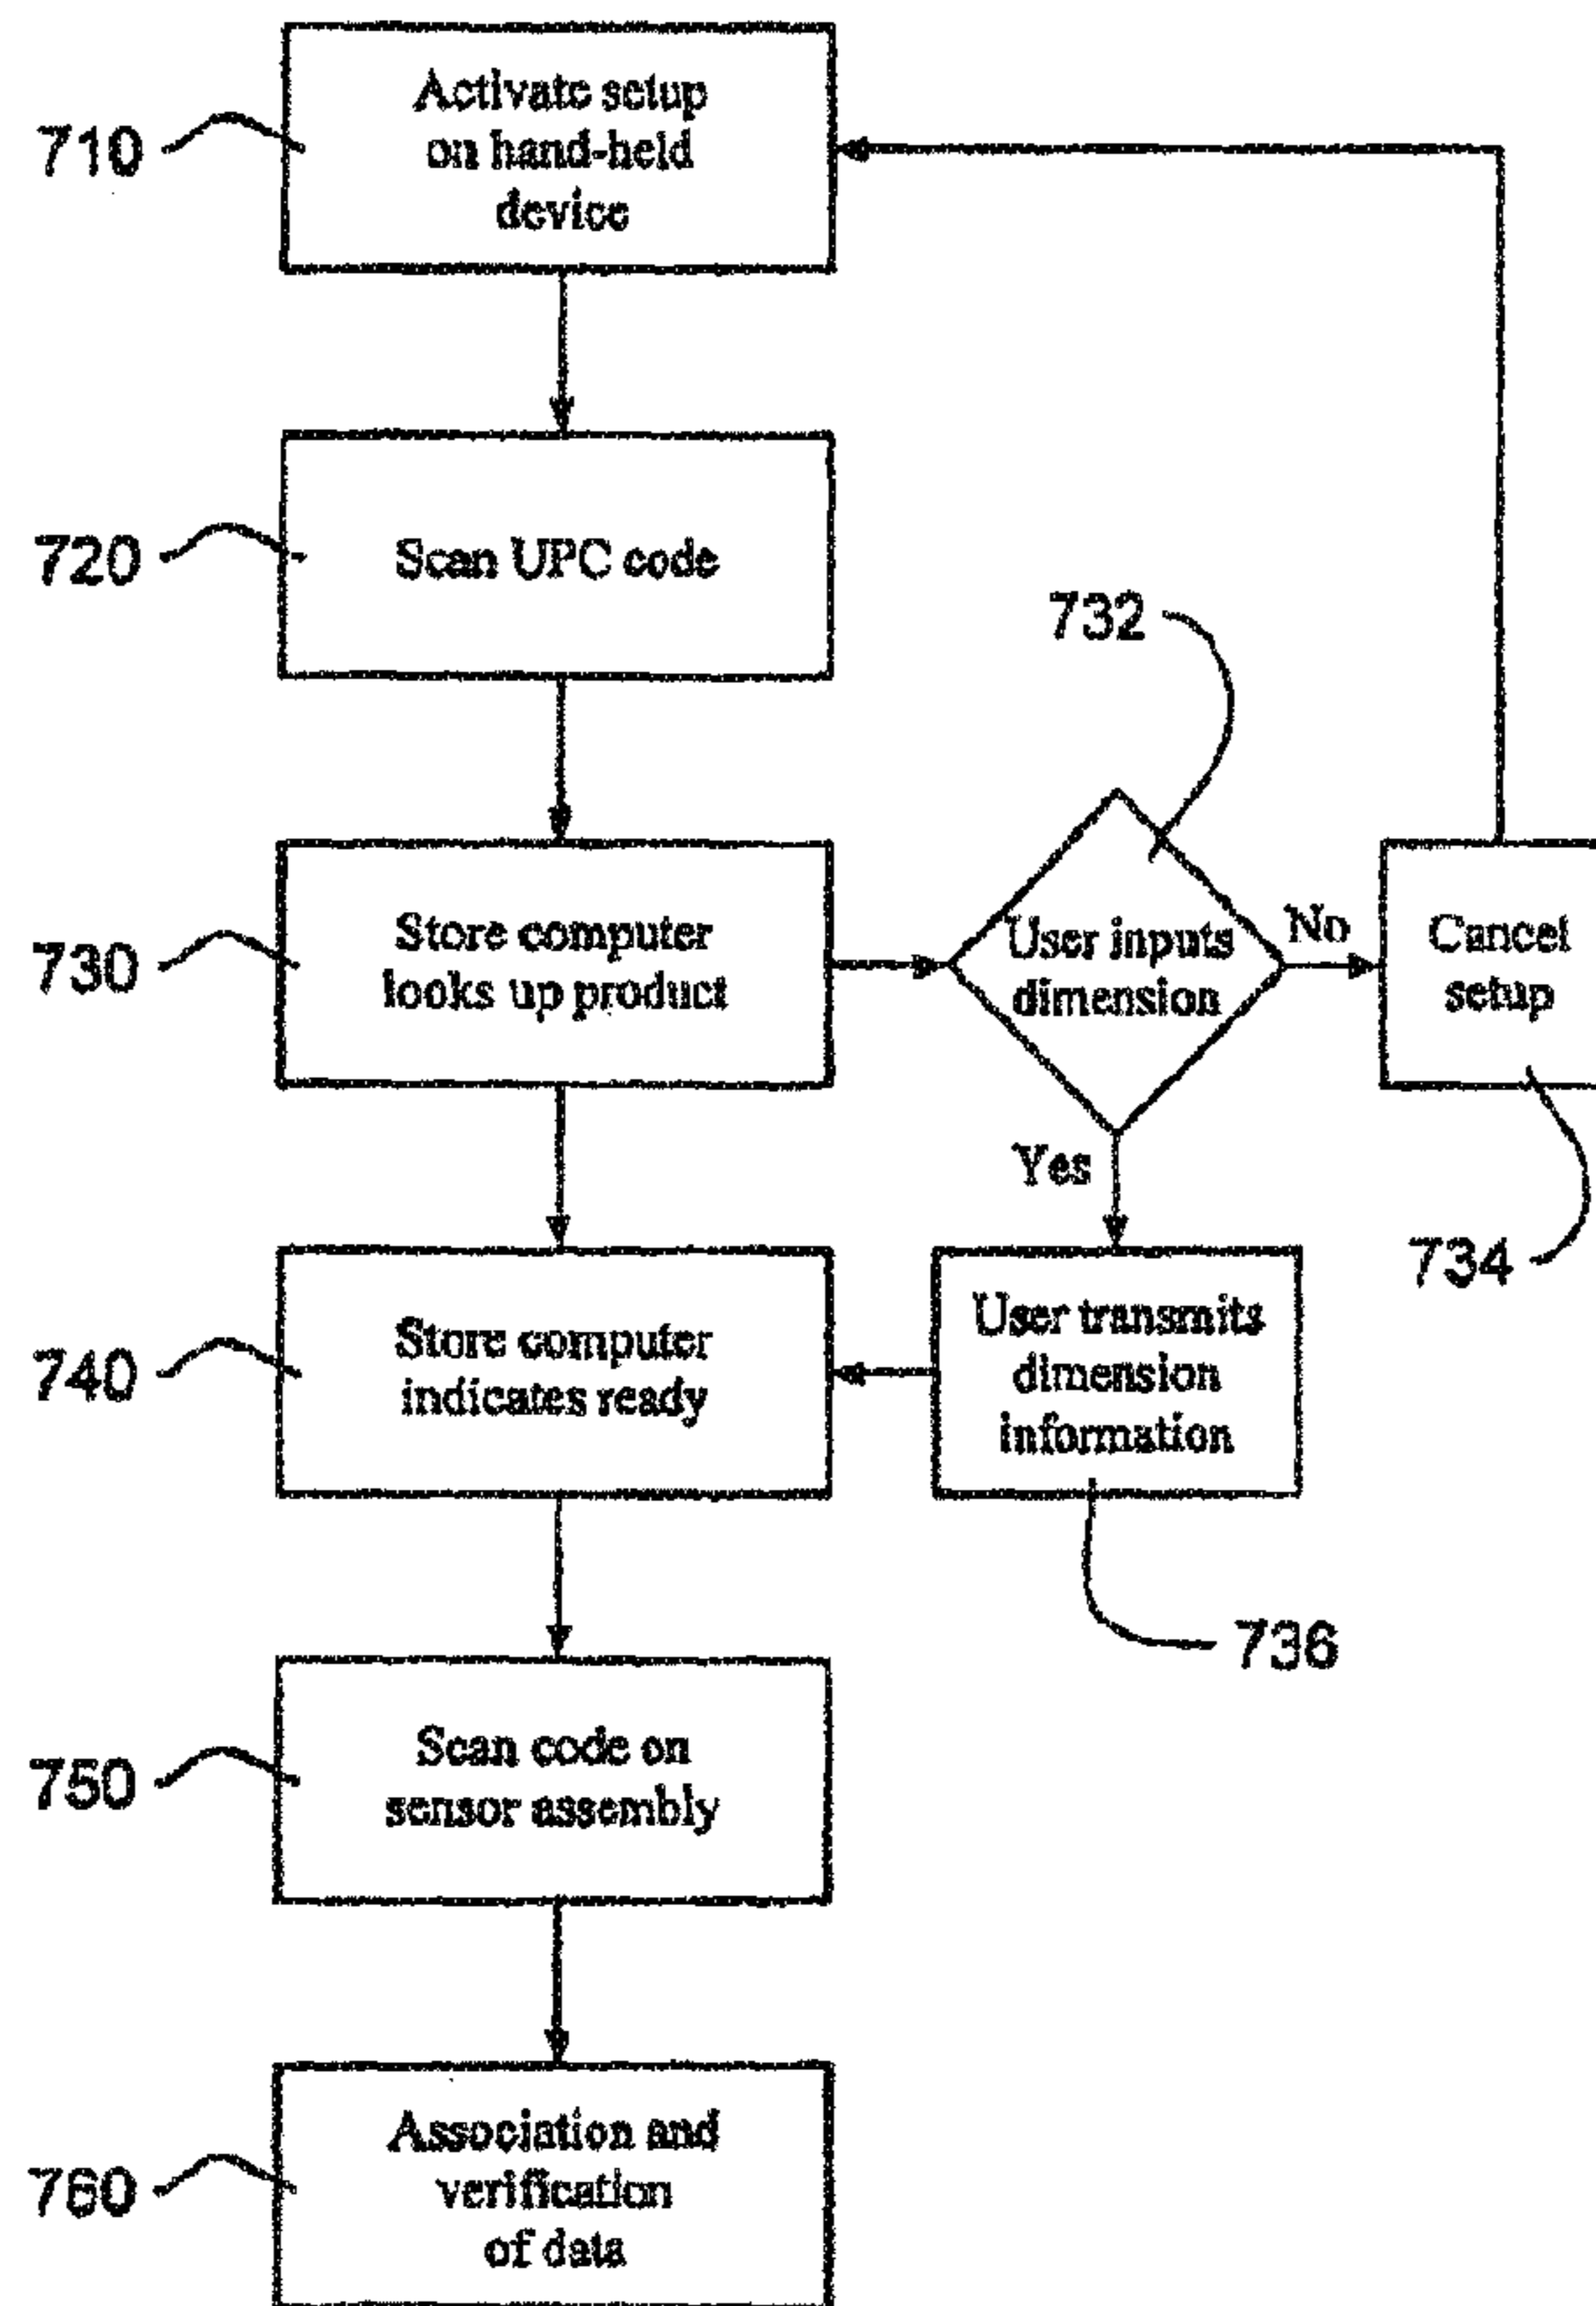 710
Activate setup
on hand-held
device
720
Scan UPC code
732
730
Store computer
looks up product
User inputs
dimension
No
Cancel
setup
Yes
734
740
Store computer
indicates ready
User transmits
dimension
information
736
750
Scan code on
sensor assembly
760
Association and
verification
of data